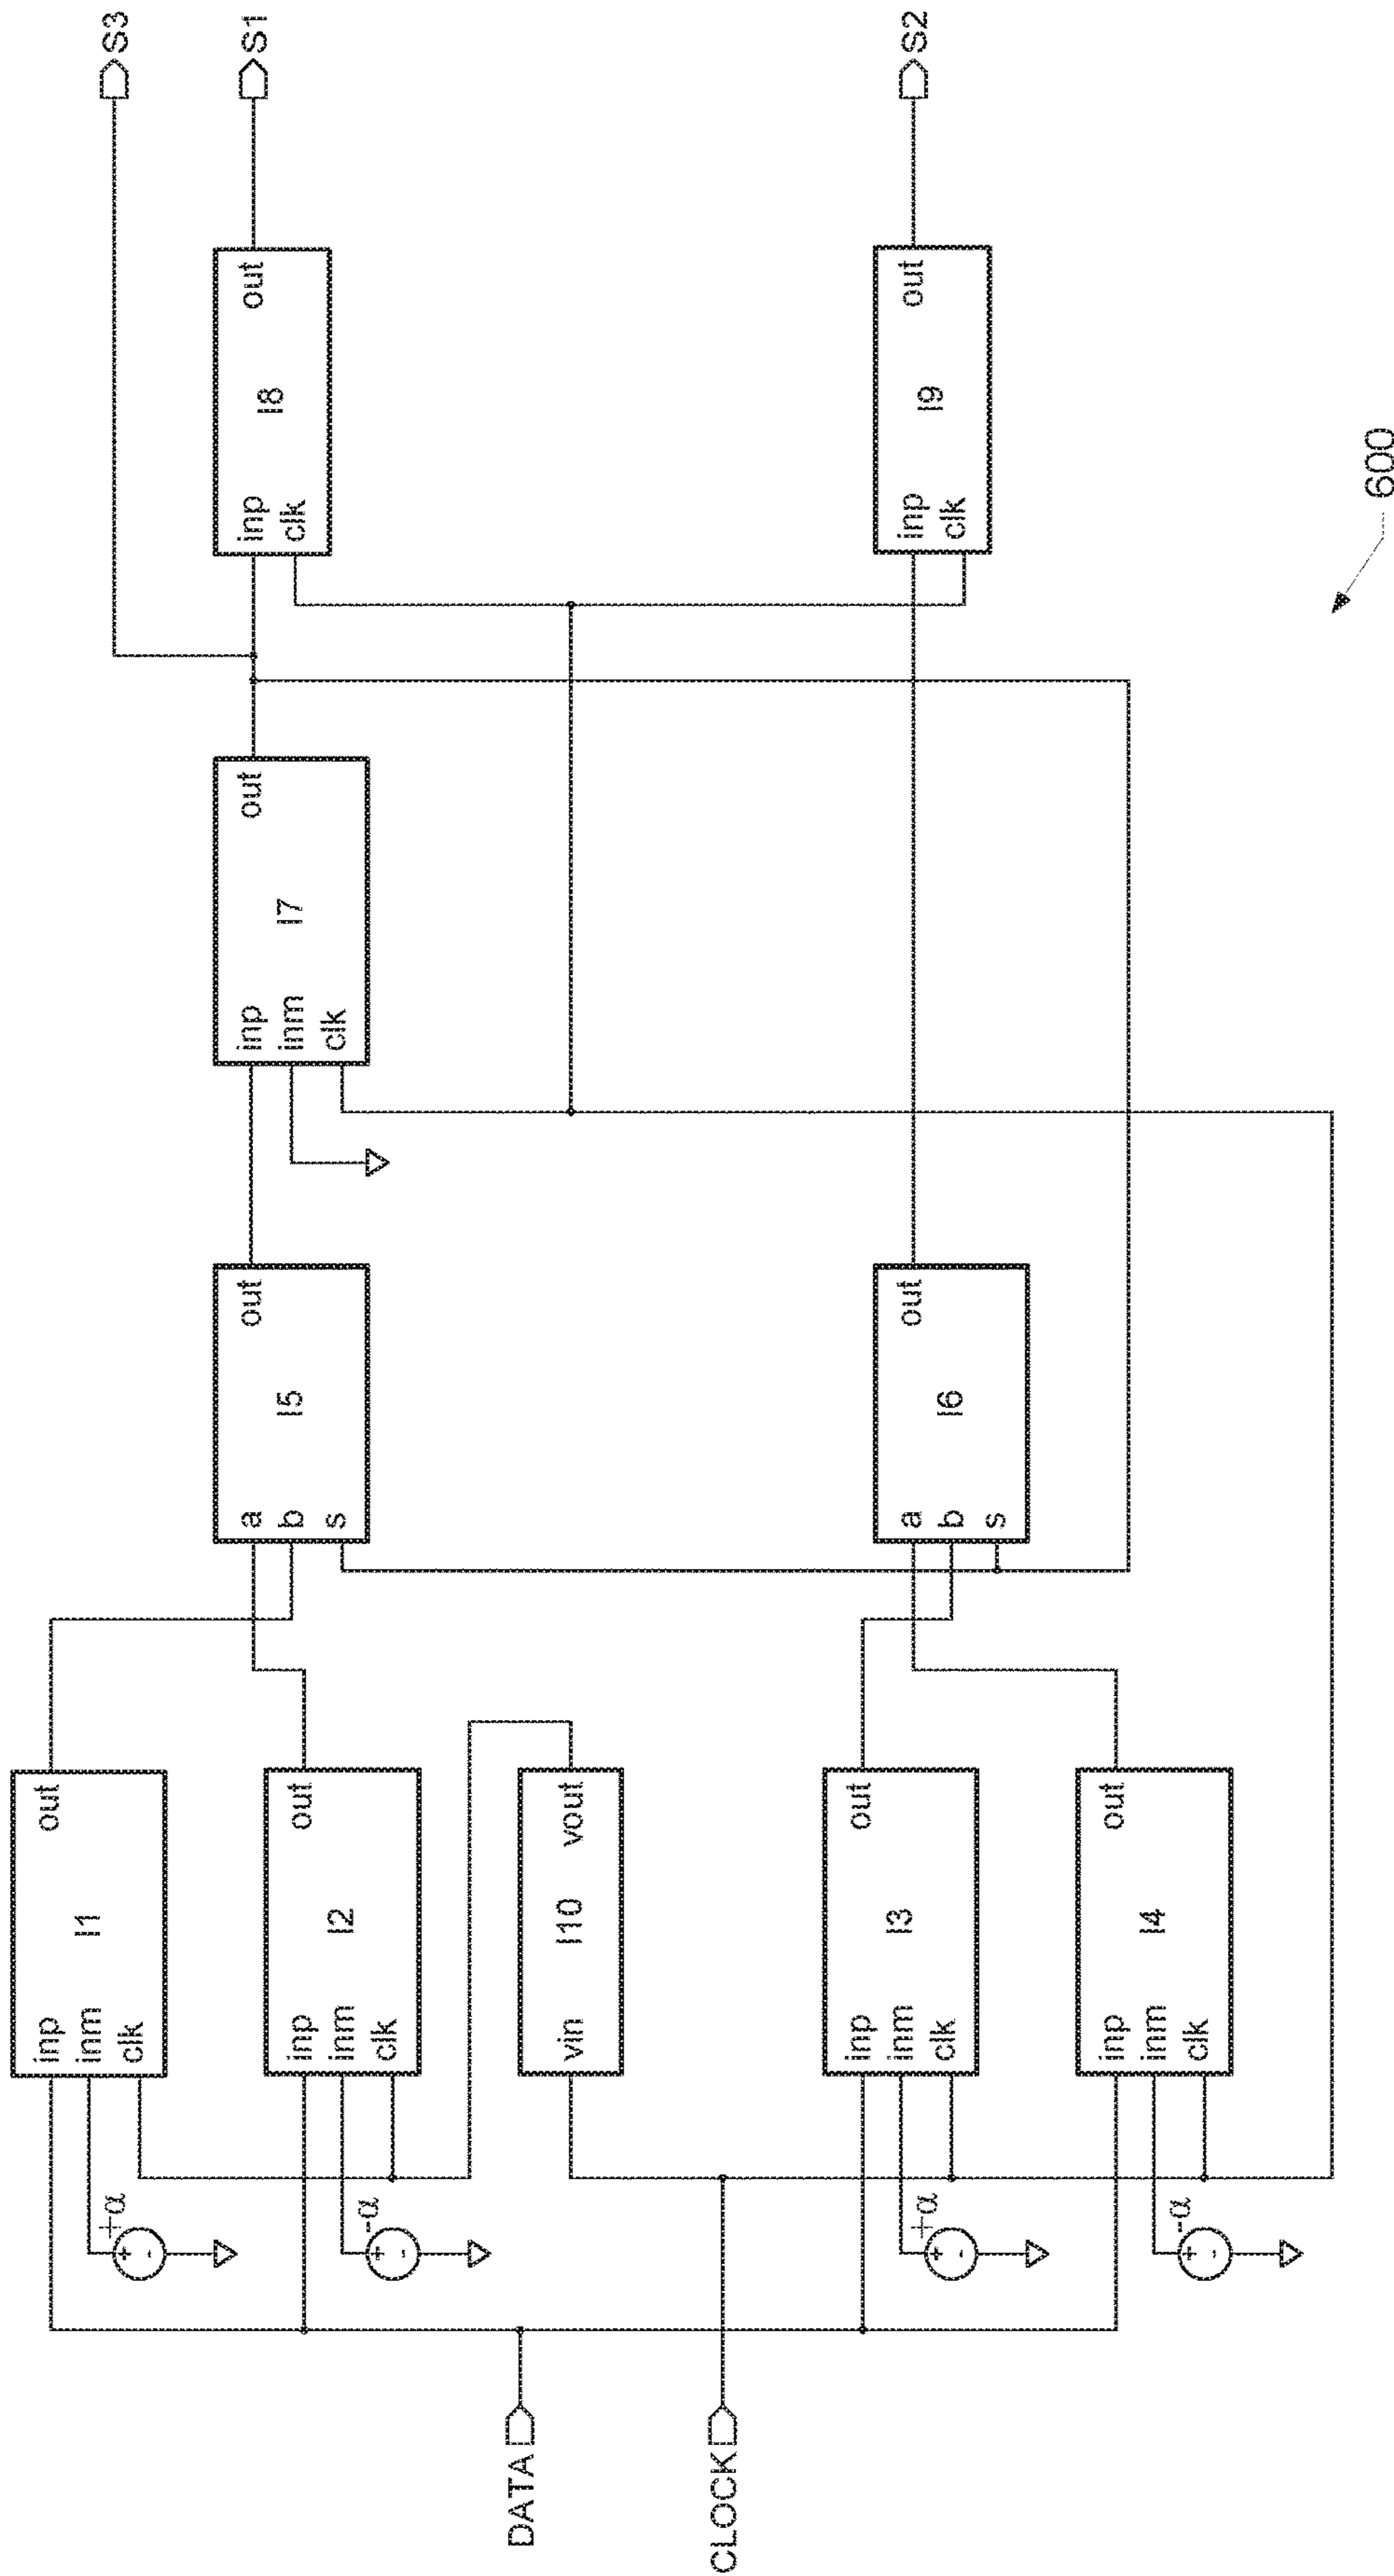 S3
S1
S2
out
I8
inp
clk
out
I9
inp
clk
600
out
I7
inp
inm
clk
out
I5
a
b
s
out
I6
a
b
s
out
I1
inp
inm
clk
+α
+
-
out
I2
inp
inm
clk
-α
+
-
vout
I10
vin
out
I3
inp
inm
clk
+α
+
-
out
I4
inp
inm
clk
-α
+
-
DATA
CLOCK